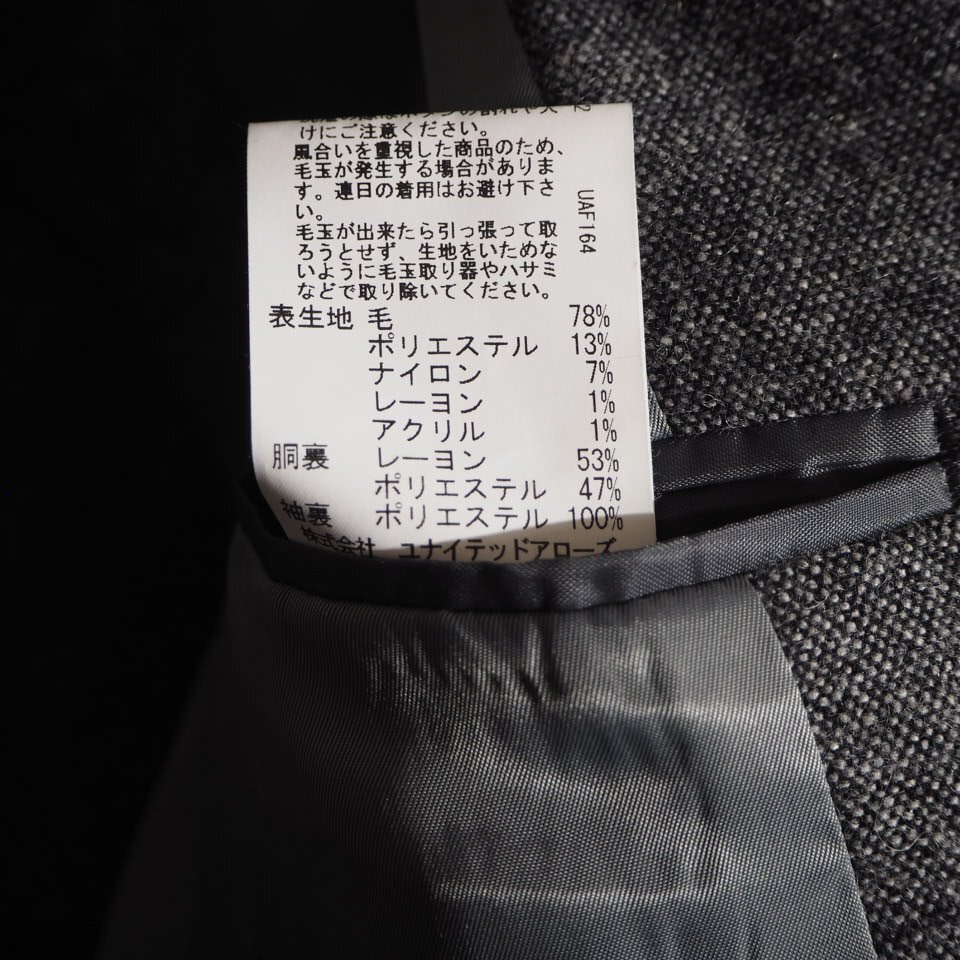 けにご注意ください。
風合いを重視した商品のため、
毛玉が発生する場合がありま
す。連日の着用はお避け下さ
い。
毛玉が出来たら引っ張って取
ろうとせず、生地をいためな
いように毛玉取り器やハサミ
などで取り除いてください。
表生地 毛 78%
ポリエステル 13%
ナイロン 7%
レーヨン 1%
アクリル 1%
胴裏 レーヨン 53%
ポリエステル 47%
袖裏 ポリエステル 100%
株式会社 ユナイテッドアローズ
UAF164